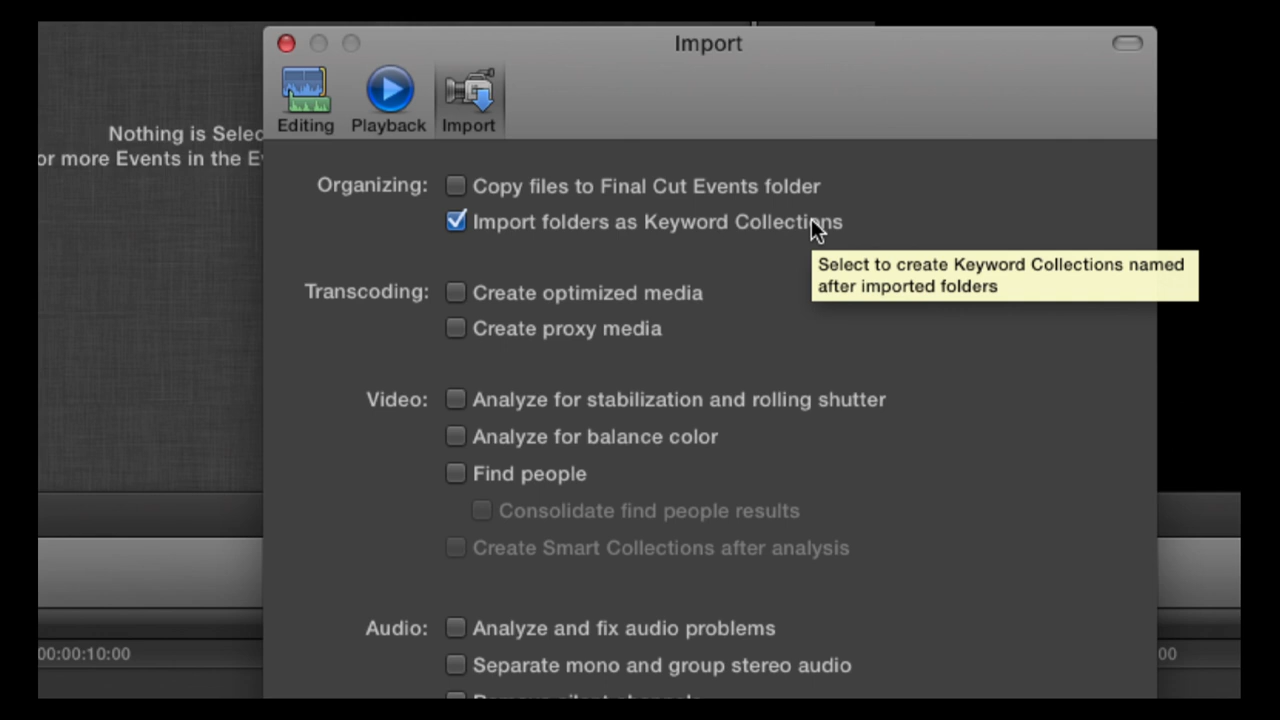 Import
Editing
Playback
Import
Nothing is Selec
or more Events in the E
Organizing:
Copy files to Final Cut Events folder
Import folders as Keyword Collections
Select to create Keyword Collections named
after imported folders
Transcoding:
Create optimized media
Create proxy media
Video:
Analyze for stabilization and rolling shutter
Analyze for balance color
Find people
Consolidate find people results
Create Smart Collections after analysis
Audio:
Analyze and fix audio problems
Separate mono and group stereo audio
Remove silent channels
00:00:10:00
00